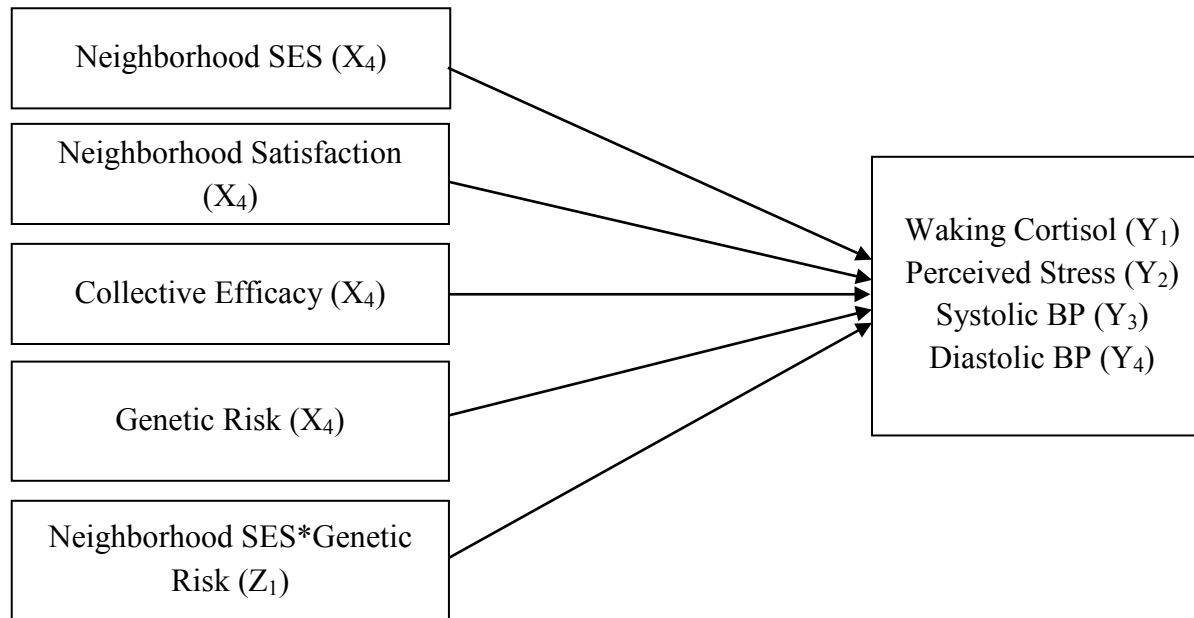 Neighborhood SES (X₄)
Neighborhood Satisfaction
(X₄)
Collective Efficacy (X₄)
Genetic Risk (X₄)
Neighborhood SES*Genetic
Risk (Z₁)
Waking Cortisol (Y₁)
Perceived Stress (Y₂)
Systolic BP (Y₃)
Diastolic BP (Y₄)